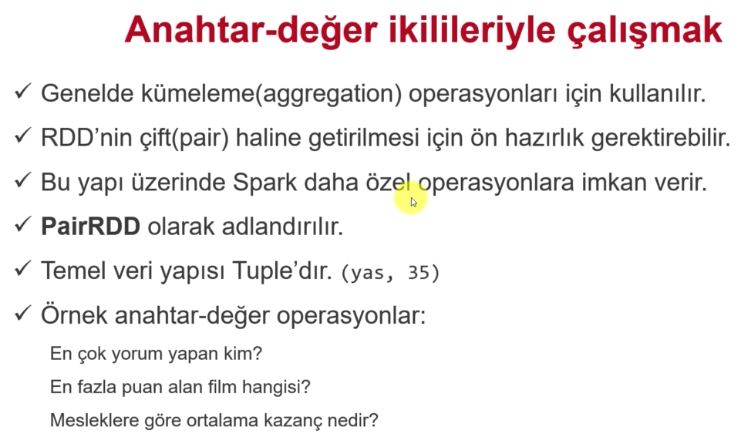 Anahtar-değer ikilileriyle çalışmak
✓ Genelde kümeleme(aggregation) operasyonları için kullanılır.
✓ RDD'nin çift(pair) haline getirilmesi için ön hazırlık gerektirebilir.
✓ Bu yapı üzerinde Spark daha özel operasyonlara imkan verir.
✓ PairRDD olarak adlandırılır.
✓ Temel veri yapısı Tuple'dır. (yas, 35)
✓ Örnek anahtar-değer operasyonlar:
En çok yorum yapan kim?
En fazla puan alan film hangisi?
Mesleklere göre ortalama kazanç nedir?